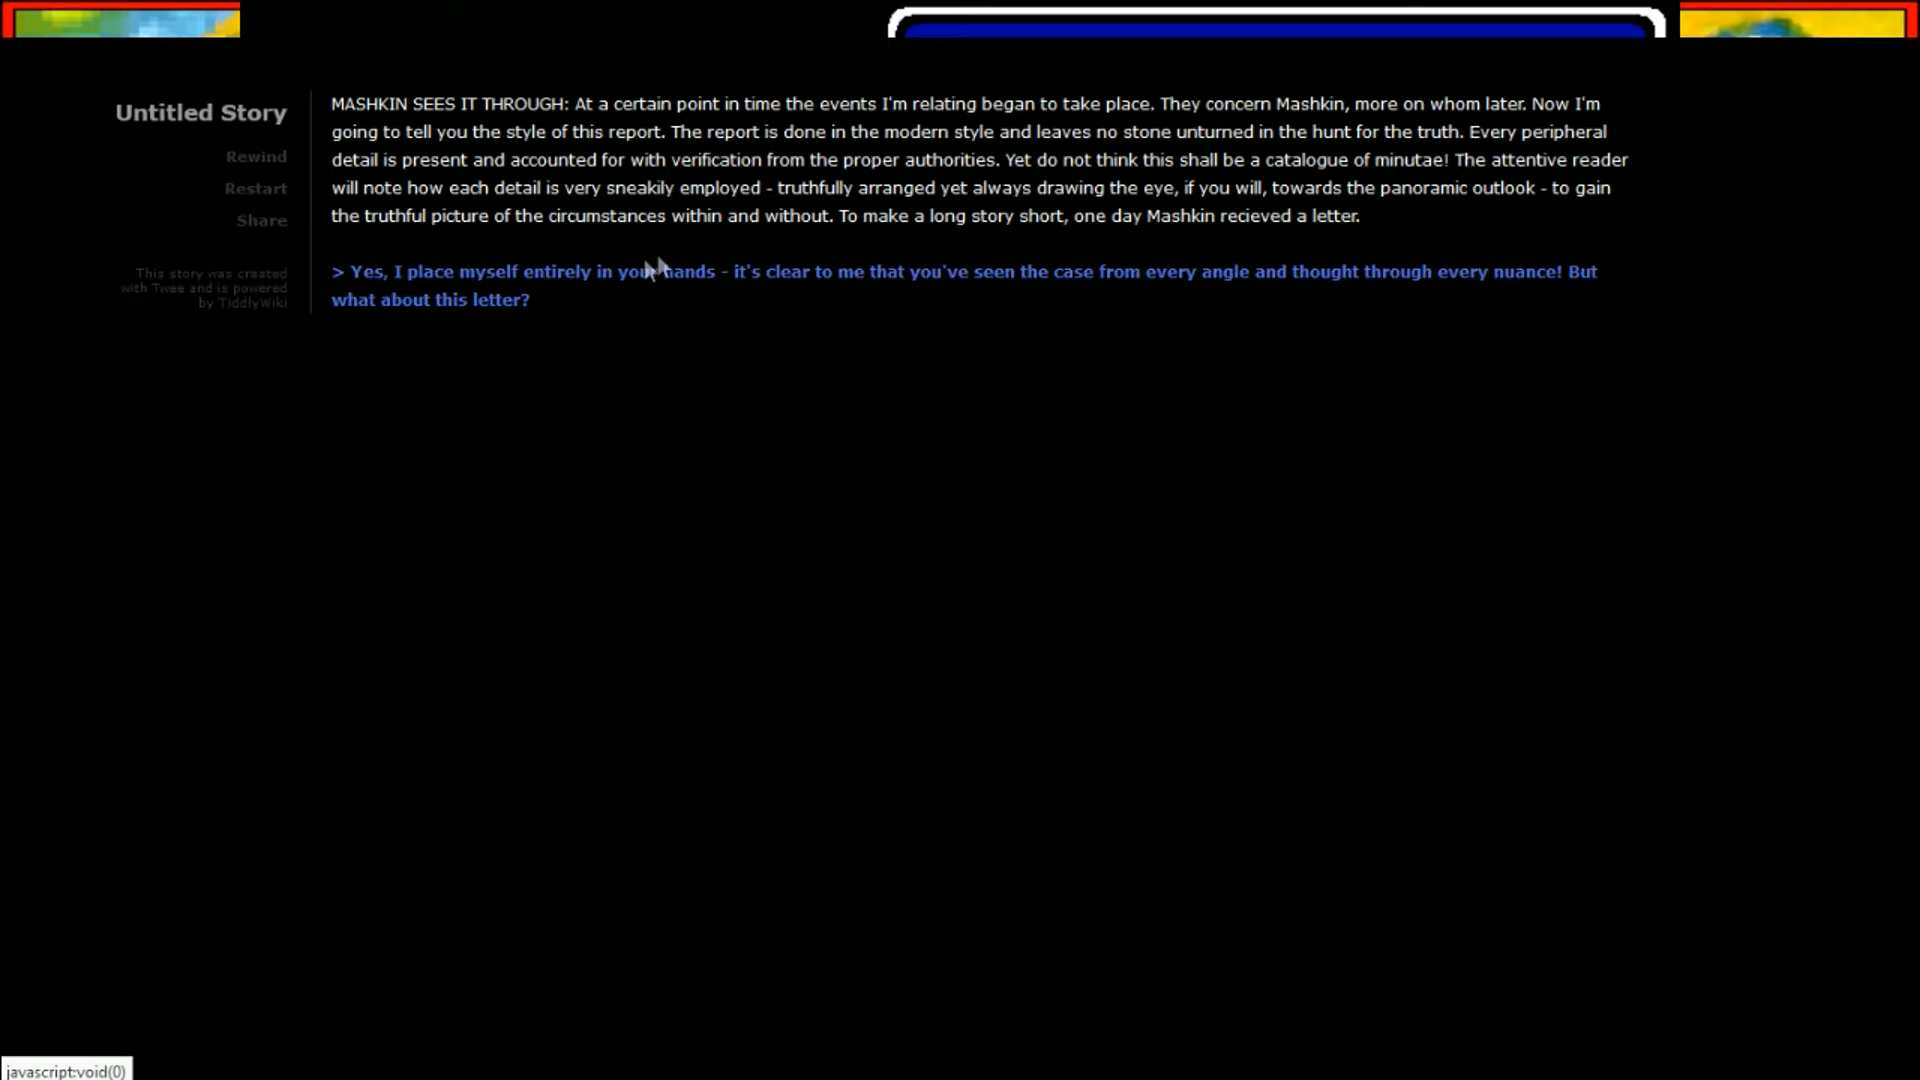 Untitled Story
Rewind
Restart
Share
This story was created
with Twee and is powered
by TiddlyWiki
MASHKIN SEES IT THROUGH: At a certain point in time the events I'm relating began to take place. They concern Mashkin, more on whom later. Now I'm
going to tell you the style of this report. The report is done in the modern style and leaves no stone unturned in the hunt for the truth. Every peripheral
detail is present and accounted for with verification from the proper authorities. Yet do not think this shall be a catalogue of minutae! The attentive reader
will note how each detail is very sneakily employed - truthfully arranged yet always drawing the eye, if you will, towards the panoramic outlook - to gain
the truthful picture of the circumstances within and without. To make a long story short, one day Mashkin recieved a letter.
> Yes, I place myself entirely in your hands - it's clear to me that you've seen the case from every angle and thought through every nuance! But
what about this letter?
javascript:void(0)